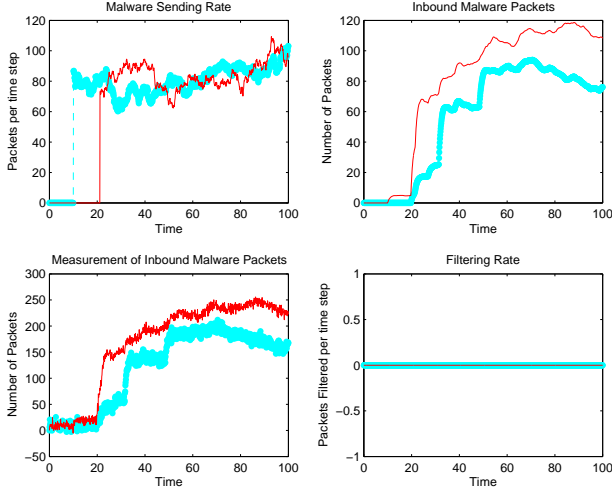 Malware Sending Rate
Packets per time step
120
100
80
60
40
20
0
0 20 40 60 80 100
Time
Inbound Malware Packets
Number of Packets
120
100
80
60
40
20
0
0 20 40 60 80 100
Time
Measurement of Inbound Malware Packets
Number of Packets
300
250
200
150
100
50
0
−50
0 20 40 60 80 100
Time
Filtering Rate
Packets Filtered per time step
1
0.5
0
−0.5
−1
0 20 40 60 80 100
Time